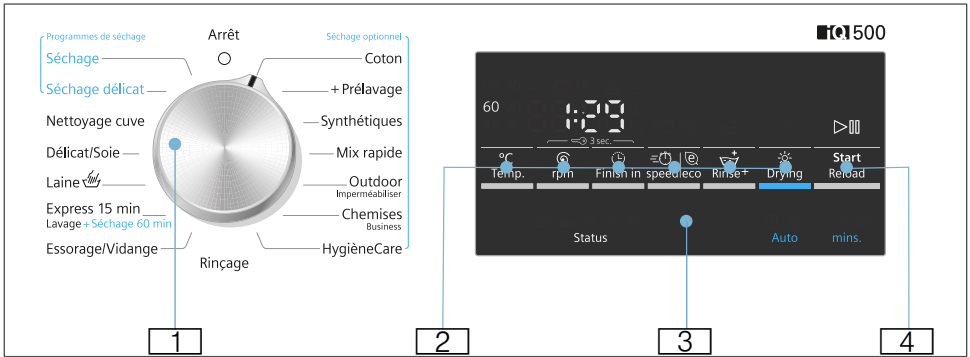 iQ 500
Arrêt
Programmes de séchage
Séchage
Séchage délicat
Nettoyage cuve
Délicat/Soie
Laine
Express 15 min
Lavage + Séchage 60 min
Essorage/Vidange
Rinçage
Séchage optionnel
Coton
+ Prélavage
Synthétiques
Mix rapide
Outdoor
Imperméabiliser
Chemises
Business
HygièneCare
60
1:29
3 sec.
°C
e
Temp.
rpm
Finish in
speed
eco
Rinse+
Drying
Start
Reload
Status
Auto
mins.
1
2
3
4